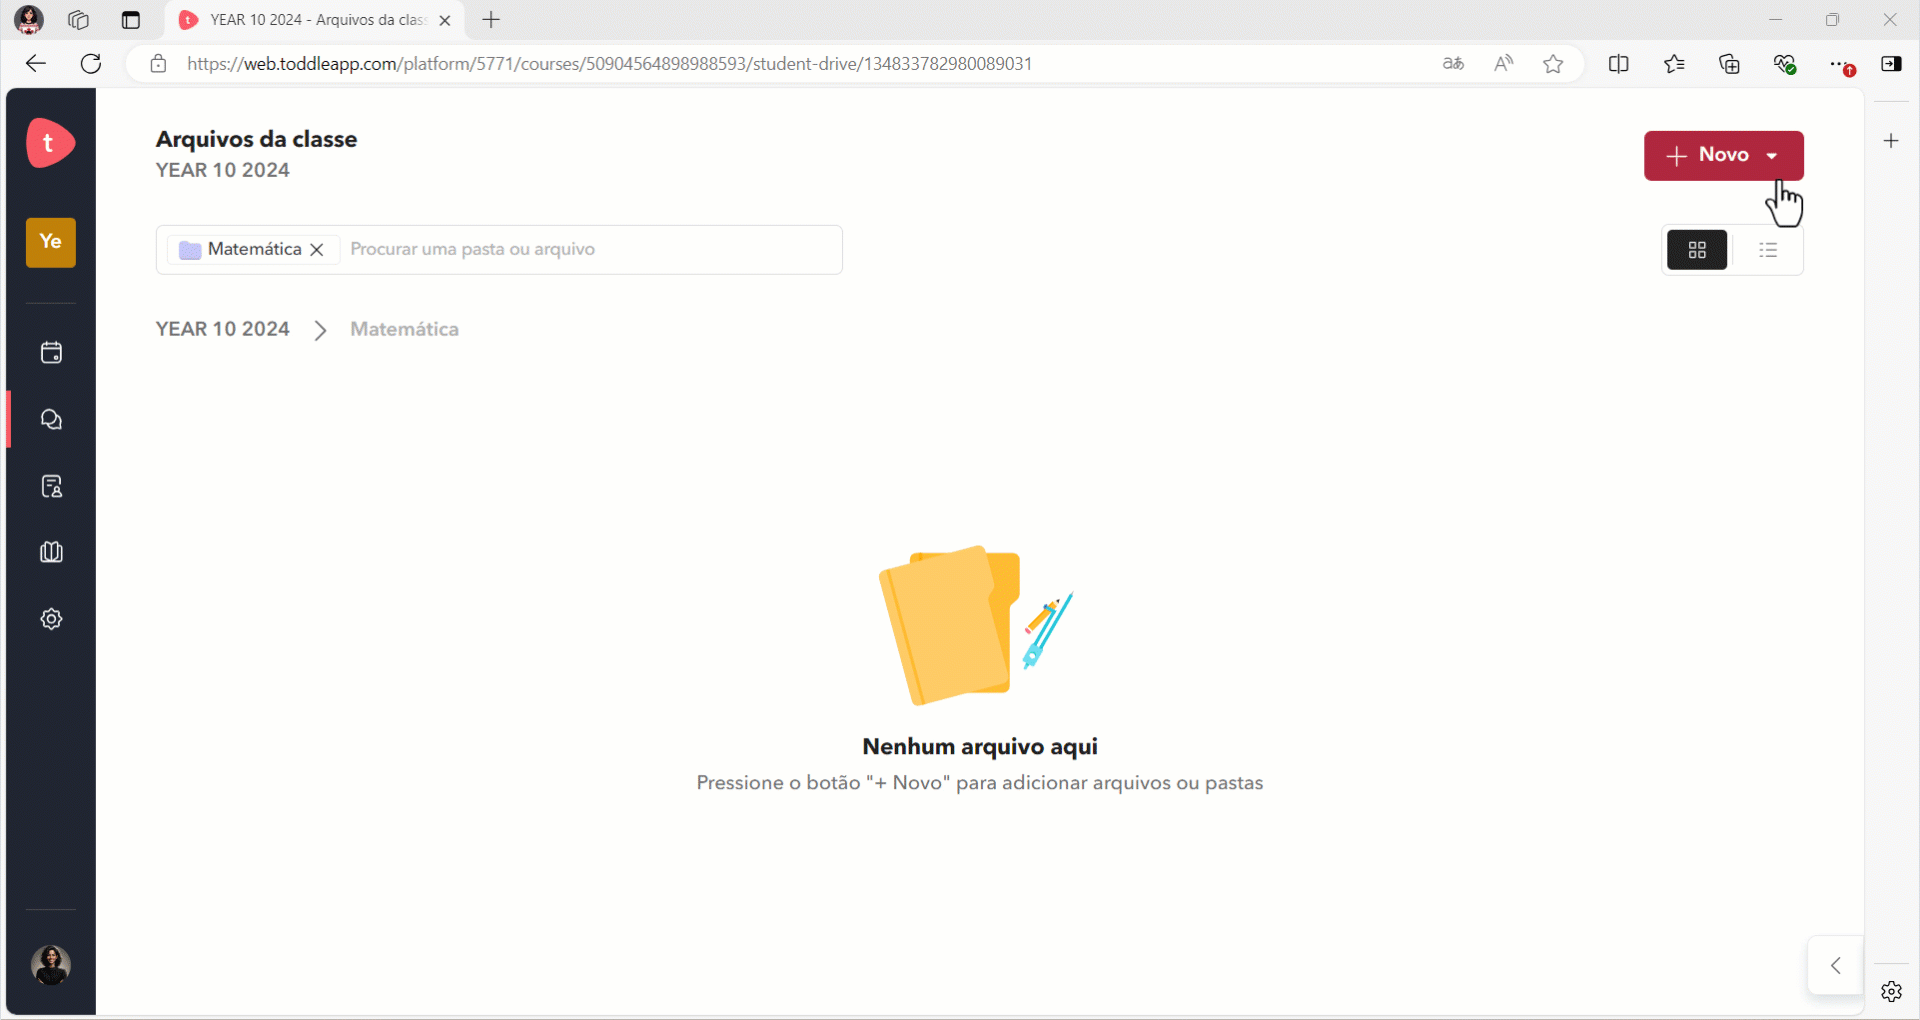 YEAR 10 2024 - Arquivos da clas
https://web.toddleapp.com/platform/5771/courses/50904564898988593/student-drive/134833782980089031
t
Arquivos da classe
YEAR 10 2024
+ Novo
Ye
Matemática
Procurar uma pasta ou arquivo
YEAR 10 2024 > Matemática
Nenhum arquivo aqui
Pressione o botão "+ Novo" para adicionar arquivos ou pastas